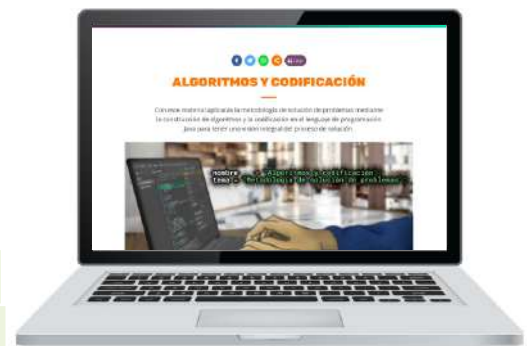 ALGORITMOS Y CODIFICACIÓN
Con este material aplicarás la metodología de solución de problemas mediante
la construcción de algoritmos y la codificación en el lenguaje de programación
Java para tener una visión integral del proceso de solución
nombre = "Algoritmos y codificación
tema = "Metodología de solución de problemas"